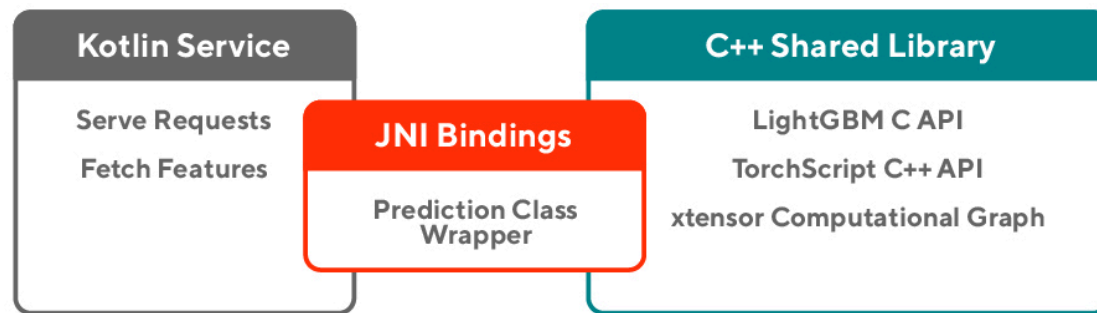 Kotlin Service
Serve Requests
Fetch Features
JNI Bindings
Prediction Class
Wrapper
C++ Shared Library
LightGBM C API
TorchScript C++ API
xtensor Computational Graph